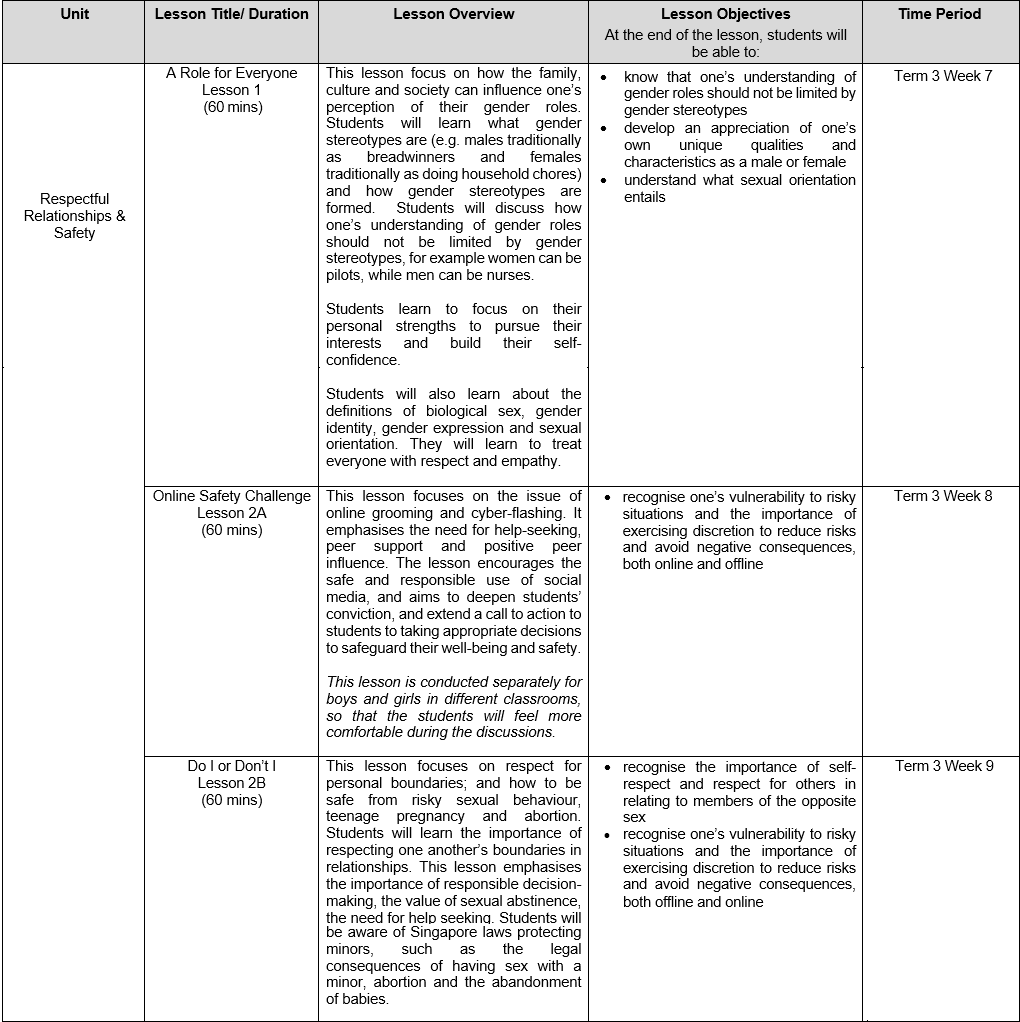 Unit
Lesson Title/ Duration
Lesson Overview
Lesson Objectives
At the end of the lesson, students will
be able to:
Time Period
Respectful
Relationships &
Safety
A Role for Everyone
Lesson 1
(60 mins)
This lesson focus on how the family,
culture and society can influence one's
perception of their gender roles.
Students will learn what gender
stereotypes are (e.g. males traditionally
as breadwinners and females
traditionally as doing household chores)
and how gender stereotypes are
formed. Students will discuss how
one's understanding of gender roles
should not be limited by gender
stereotypes, for example women can be
pilots, while men can be nurses.
Students learn to focus on their
personal strengths to pursue their
interests and build their self-
confidence.
Students will also learn about the
definitions of biological sex, gender
identity, gender expression and sexual
orientation. They will learn to treat
everyone with respect and empathy.
• know that one's understanding of
gender roles should not be limited by
gender stereotypes
• develop an appreciation of one's
own unique qualities and
characteristics as a male or female
• understand what sexual orientation
entails
Term 3 Week 7
Online Safety Challenge
Lesson 2A
(60 mins)
This lesson focuses on the issue of
online grooming and cyber-flashing. It
emphasises the need for help-seeking,
peer support and positive peer
influence. The lesson encourages the
safe and responsible use of social
media, and aims to deepen students'
conviction, and extend a call to action to
students to taking appropriate decisions
to safeguard their well-being and safety.
This lesson is conducted separately for
boys and girls in different classrooms,
so that the students will feel more
comfortable during the discussions.
• recognise one's vulnerability to risky
situations and the importance of
exercising discretion to reduce risks
and avoid negative consequences,
both online and offline
Term 3 Week 8
Do I or Don't I
Lesson 2B
(60 mins)
This lesson focuses on respect for
personal boundaries; and how to be
safe from risky sexual behaviour,
teenage pregnancy and abortion.
Students will learn the importance of
respecting one another's boundaries in
relationships. This lesson emphasises
the importance of responsible decision-
making, the value of sexual abstinence,
the need for help seeking. Students will
be aware of Singapore laws protecting
minors, such as the legal
consequences of having sex with a
minor, abortion and the abandonment
of babies.
• recognise the importance of self-
respect and respect for others in
relating to members of the opposite
sex
• recognise one's vulnerability to risky
situations and the importance of
exercising discretion to reduce risks
and avoid negative consequences,
both offline and online
Term 3 Week 9